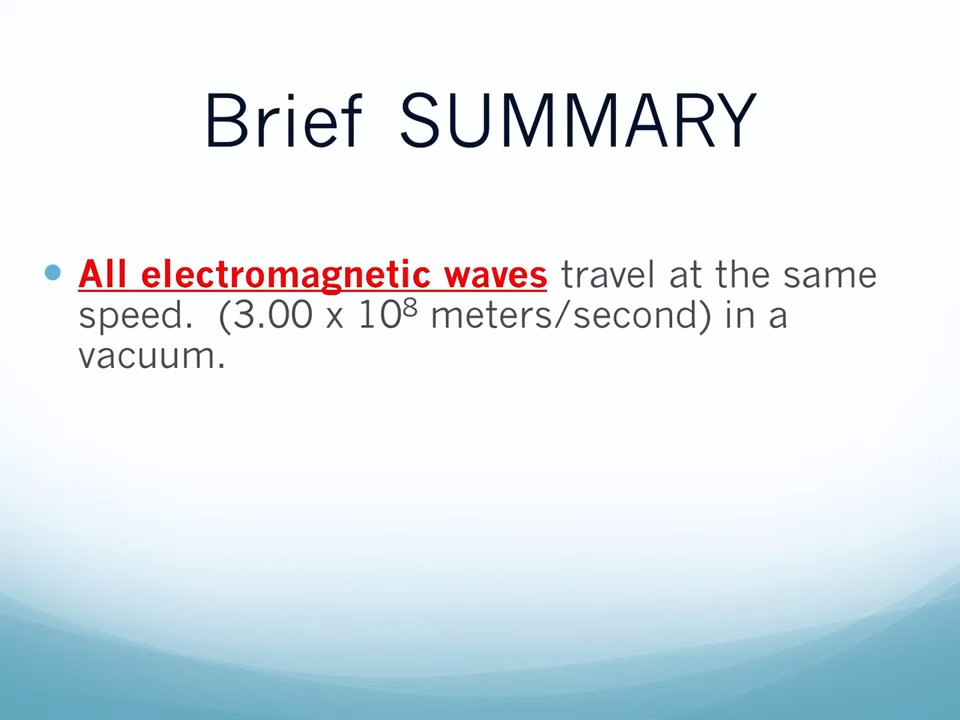 Brief SUMMARY
• All electromagnetic waves travel at the same
speed. (3.00 x 10⁸ meters/second) in a
vacuum.